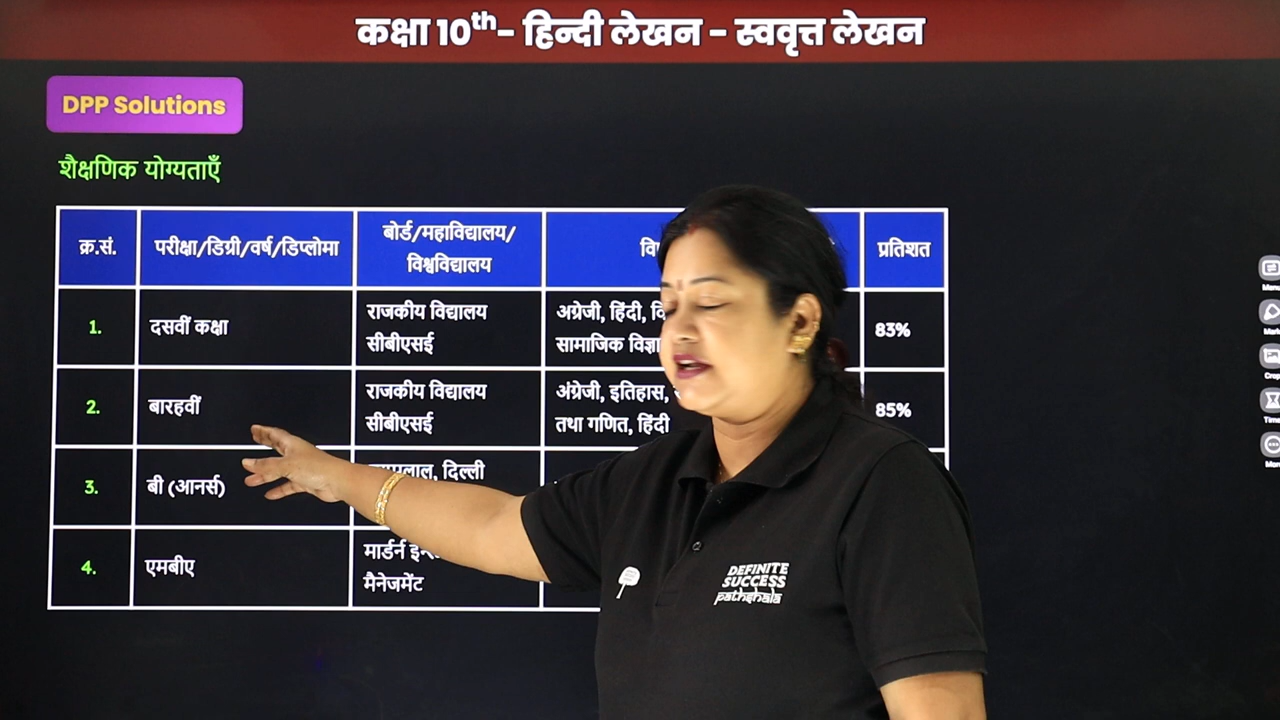 कक्षा 10th - हिन्दी लेखन - स्ववृत्त लेखन
DPP Solutions
शैक्षणिक योग्यताएँ
क्र.सं. परीक्षा/डिग्री/वर्ष/डिप्लोमा बोर्ड/महाविद्यालय/ प्रतिशत
विश्वविद्यालय
1. दसवीं कक्षा राजकीय विद्यालय अग्रेजी, हिंदी, 83%
सीबीएसई सामाजिक
2. बारहवीं राजकीय विद्यालय अंग्रेजी, इतिहास, 85%
सीबीएसई तथा गणित, हिंदी
3. बी (आनर्स) दिल्ली
4. एमबीए मार्डर्न
मैनेजमेंट
DEFINITE
SUCCESS
pathshala
Menu